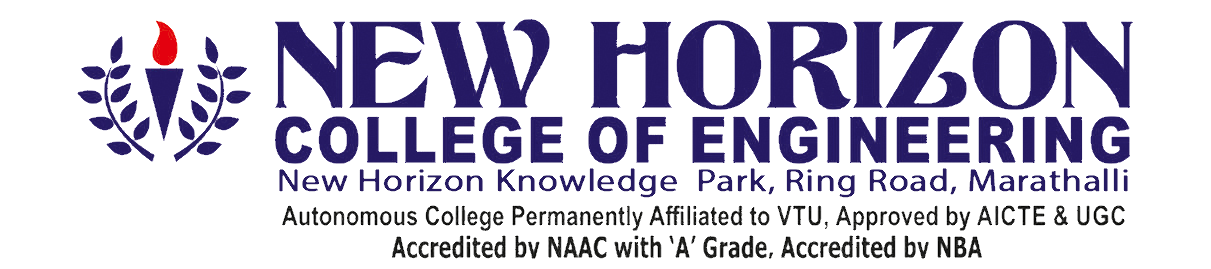 NEW HORIZON
COLLEGE OF ENGINEERING
New Horizon Knowledge Park, Ring Road, Marathalli
Autonomous College Permanently Affiliated to VTU, Approved by AICTE & UGC
Accredited by NAAC with ‘A’ Grade, Accredited by NBA